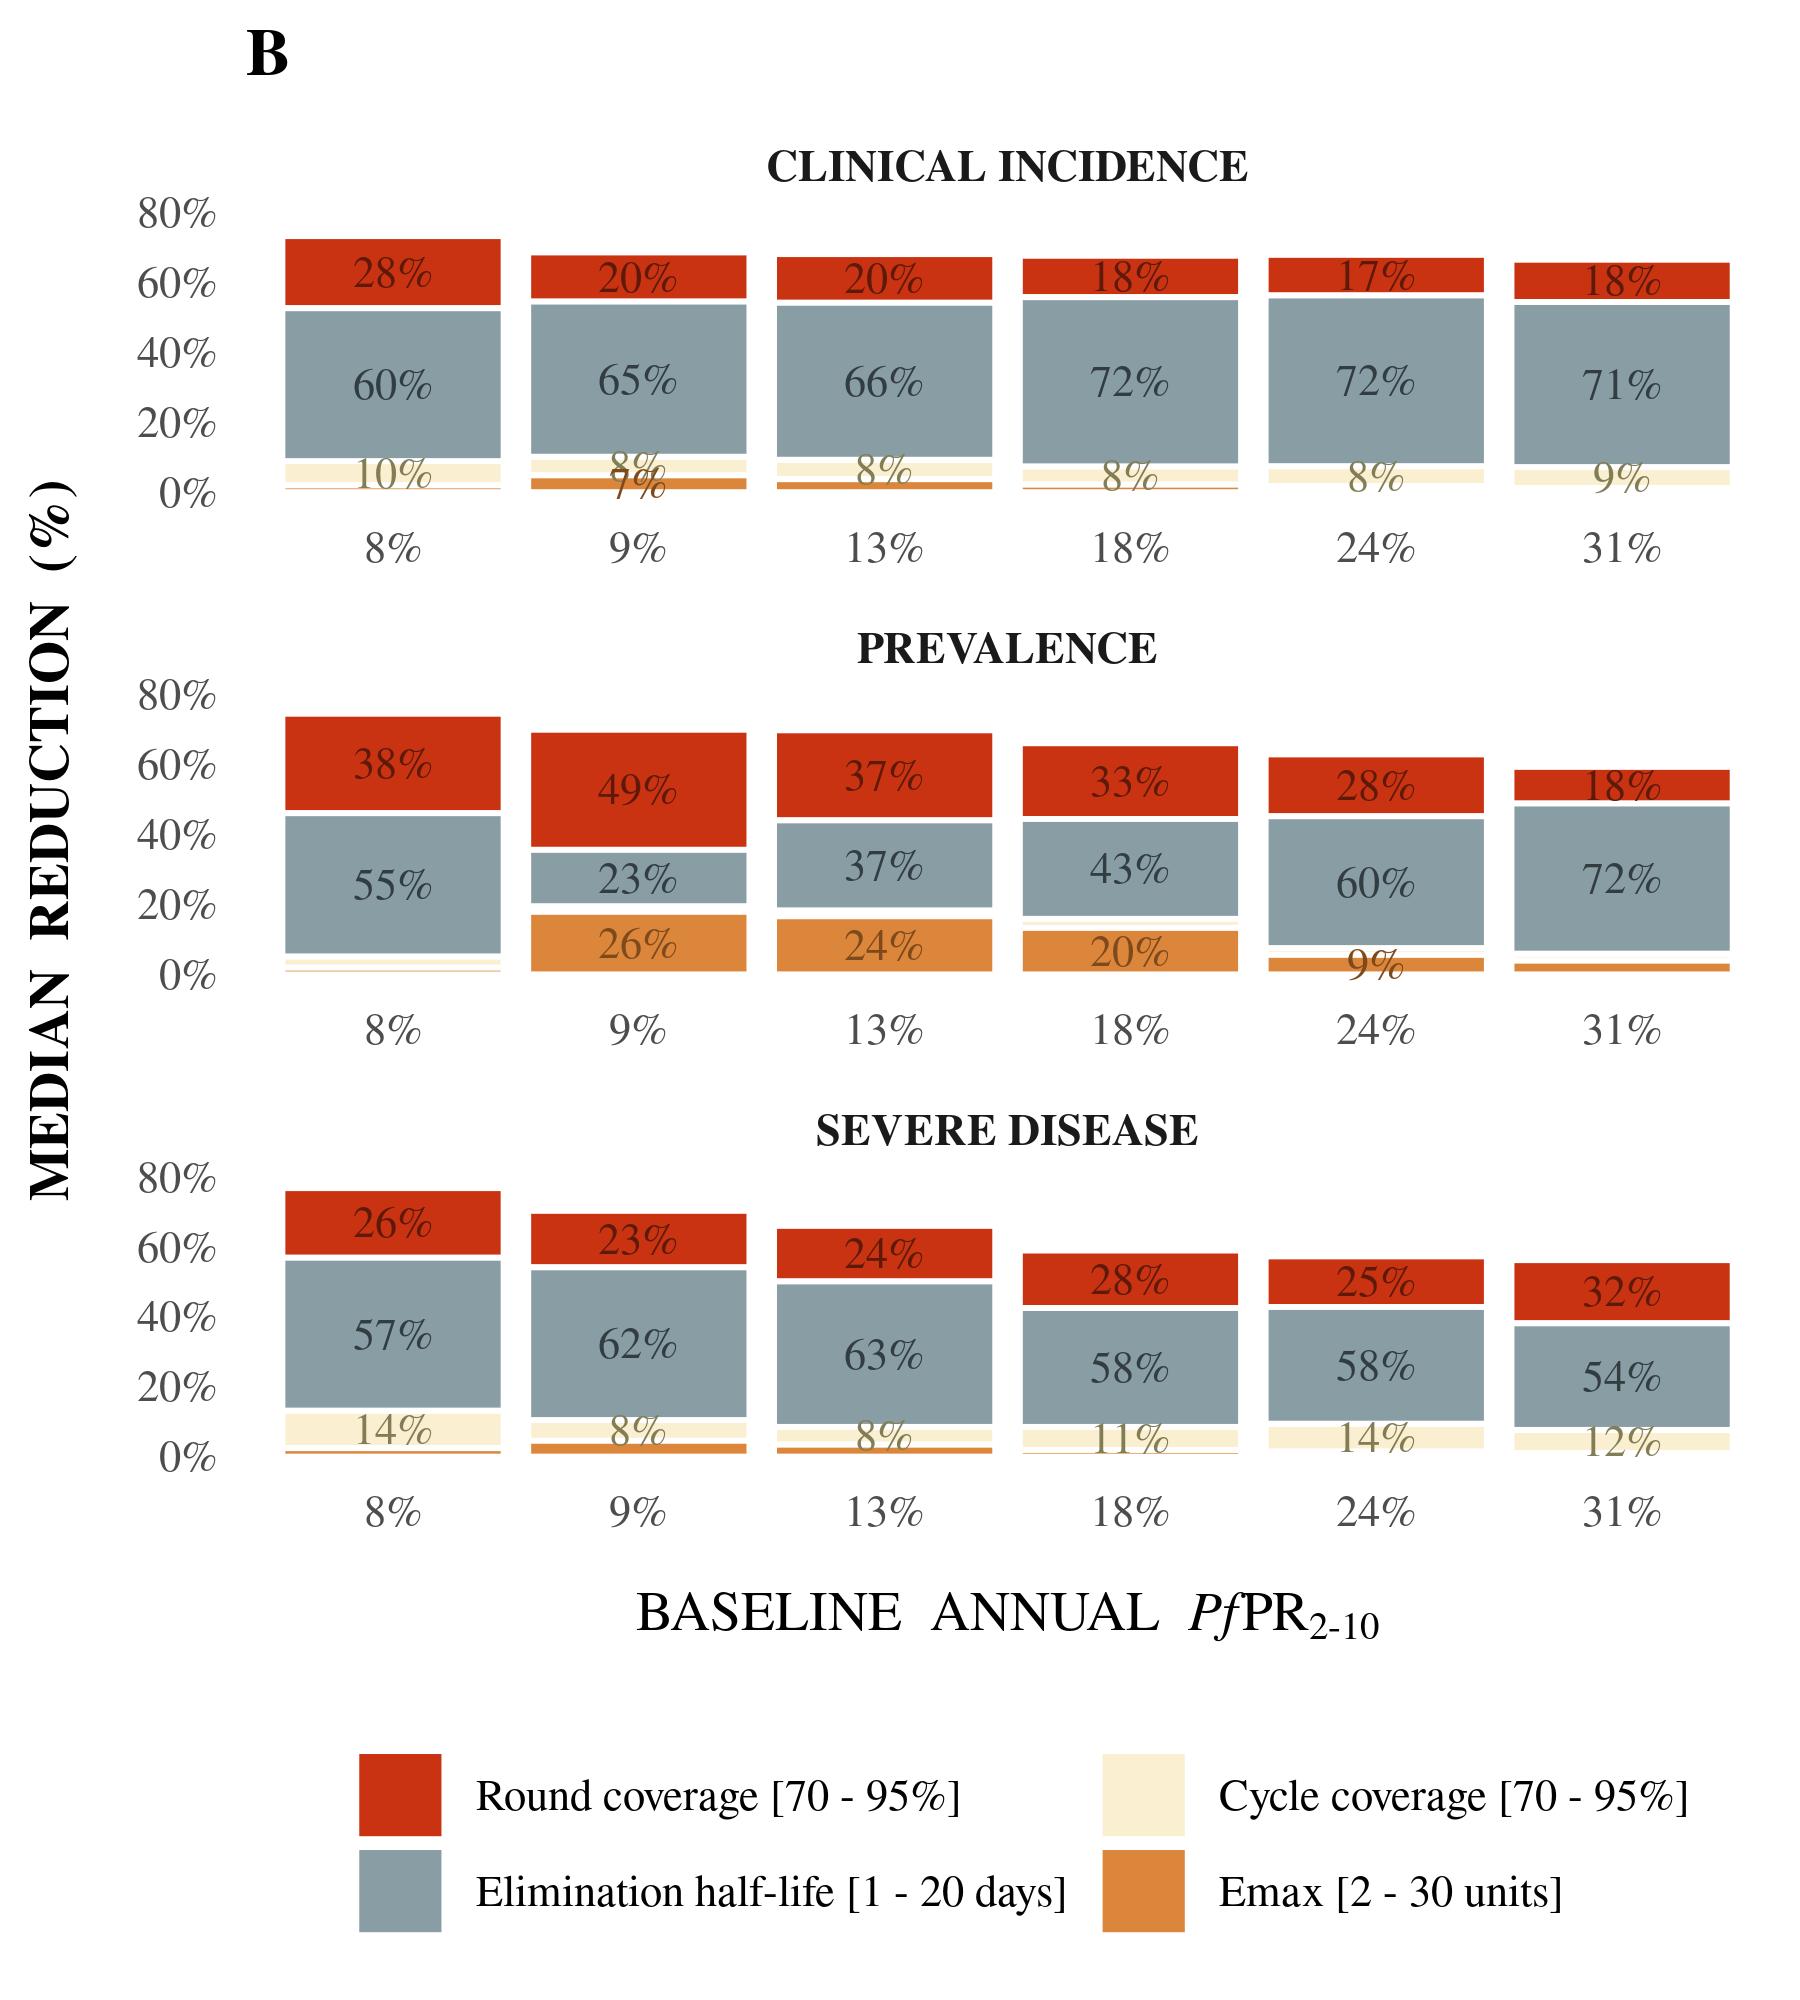 B
CLINICAL INCIDENCE
80%
60%
40%
20%
0%
28% 20% 20% 18% 17% 18%
60% 65% 66% 72% 72% 71%
10% 8% 8% 8% 8% 9%
7%
8% 9% 13% 18% 24% 31%
PREVALENCE
80%
60%
40%
20%
0%
38% 49% 37% 33% 28% 18%
55% 23% 37% 43% 60% 72%
26% 24% 20% 9%
8% 9% 13% 18% 24% 31%
SEVERE DISEASE
80%
60%
40%
20%
0%
26% 23% 24% 28% 25% 32%
57% 62% 63% 58% 58% 54%
14% 8% 8% 11% 14% 12%
8% 9% 13% 18% 24% 31%
MEDIAN REDUCTION (%)
BASELINE ANNUAL PfPR2-10
Round coverage [70 - 95%]
Elimination half-life [1 - 20 days]
Cycle coverage [70 - 95%]
Emax [2 - 30 units]